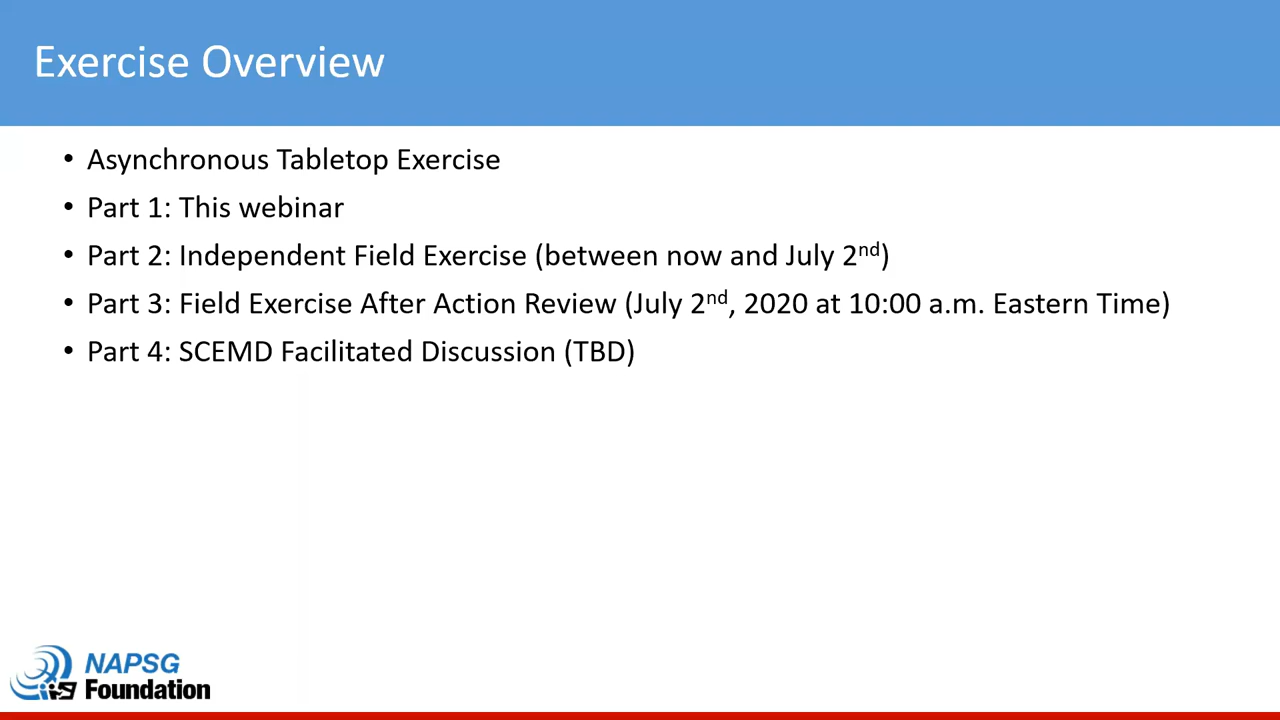 Exercise Overview
• Asynchronous Tabletop Exercise
• Part 1: This webinar
• Part 2: Independent Field Exercise (between now and July 2nd)
• Part 3: Field Exercise After Action Review (July 2nd, 2020 at 10:00 a.m. Eastern Time)
• Part 4: SCEMD Facilitated Discussion (TBD)
NAPSG
Foundation